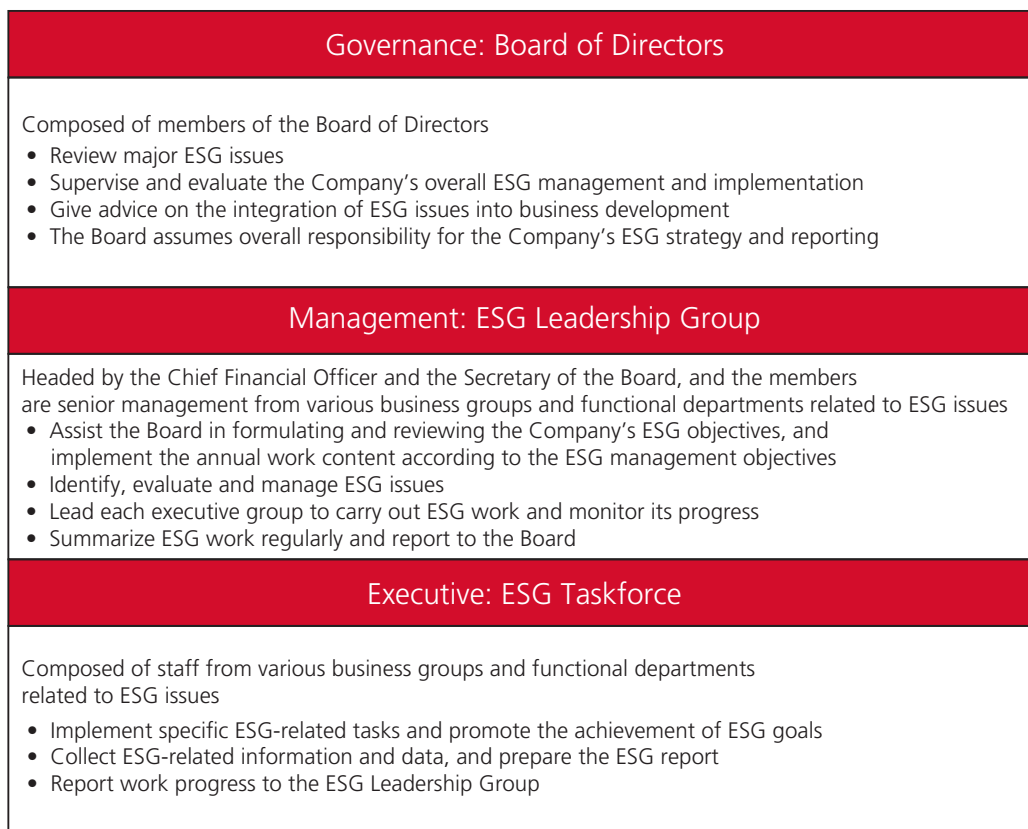 Governance: Board of Directors
Composed of members of the Board of Directors
• Review major ESG issues
• Supervise and evaluate the Company’s overall ESG management and implementation
• Give advice on the integration of ESG issues into business development
• The Board assumes overall responsibility for the Company’s ESG strategy and reporting
Management: ESG Leadership Group
Headed by the Chief Financial Officer and the Secretary of the Board, and the members
are senior management from various business groups and functional departments related to ESG issues
• Assist the Board in formulating and reviewing the Company’s ESG objectives, and
implement the annual work content according to the ESG management objectives
• Identify, evaluate and manage ESG issues
• Lead each executive group to carry out ESG work and monitor its progress
• Summarize ESG work regularly and report to the Board
Executive: ESG Taskforce
Composed of staff from various business groups and functional departments
related to ESG issues
• Implement specific ESG-related tasks and promote the achievement of ESG goals
• Collect ESG-related information and data, and prepare the ESG report
• Report work progress to the ESG Leadership Group